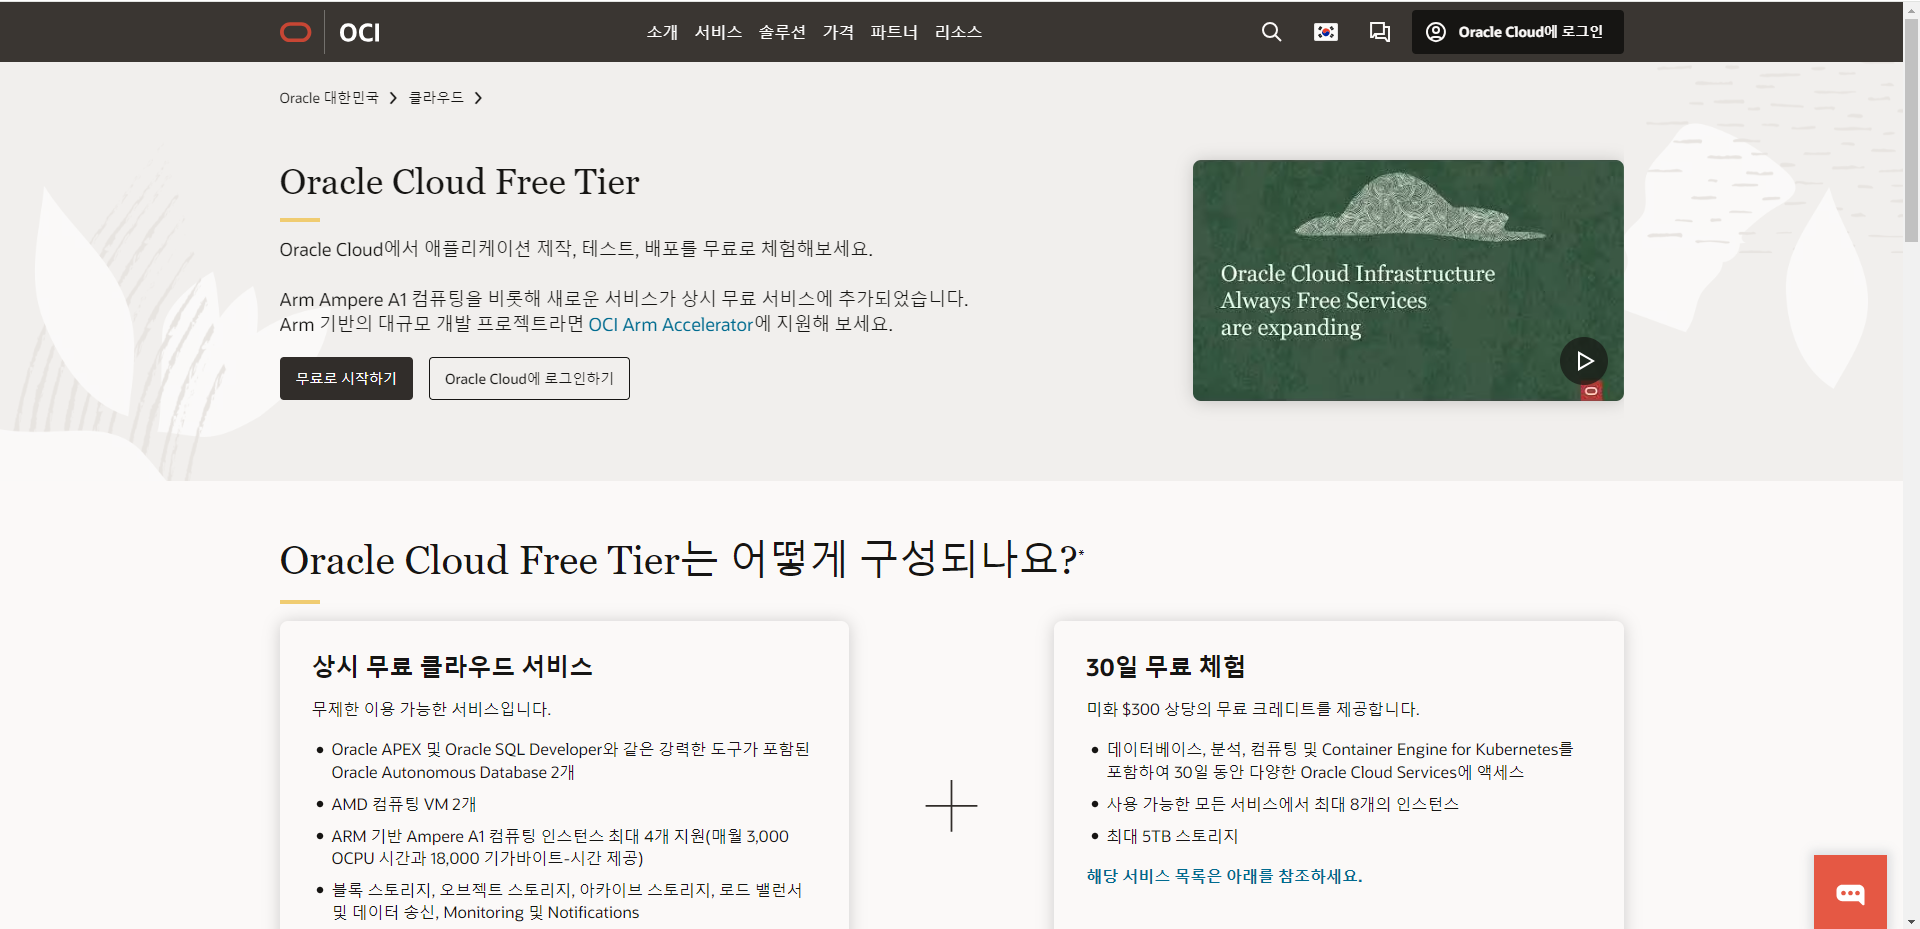 OCI
소개 서비스 솔루션 가격 파트너 리소스
Oracle Cloud에 로그인
Oracle 대한민국 > 클라우드 >
Oracle Cloud Free Tier
Oracle Cloud에서 애플리케이션 제작, 테스트, 배포를 무료로 체험해보세요.
Arm Ampere A1 컴퓨팅을 비롯해 새로운 서비스가 상시 무료 서비스에 추가되었습니다.
Arm 기반의 대규모 개발 프로젝트라면 OCI Arm Accelerator에 지원해 보세요.
무료로 시작하기
Oracle Cloud에 로그인하기
Oracle Cloud Infrastructure
Always Free Services
are expanding
Oracle Cloud Free Tier는 어떻게 구성되나요?*
상시 무료 클라우드 서비스
무제한 이용 가능한 서비스입니다.
• Oracle APEX 및 Oracle SQL Developer와 같은 강력한 도구가 포함된
Oracle Autonomous Database 2개
• AMD 컴퓨팅 VM 2개
• ARM 기반 Ampere A1 컴퓨팅 인스턴스 최대 4개 지원(매월 3,000
OCPU 시간과 18,000 기가바이트-시간 제공)
• 블록 스토리지, 오브젝트 스토리지, 아카이브 스토리지, 로드 밸런서
및 데이터 송신, Monitoring 및 Notifications
30일 무료 체험
미화 $300 상당의 무료 크레디트를 제공합니다.
• 데이터베이스, 분석, 컴퓨팅 및 Container Engine for Kubernetes를
포함하여 30일 동안 다양한 Oracle Cloud Services에 액세스
• 사용 가능한 모든 서비스에서 최대 8개의 인스턴스
• 최대 5TB 스토리지
해당 서비스 목록은 아래를 참조하세요.